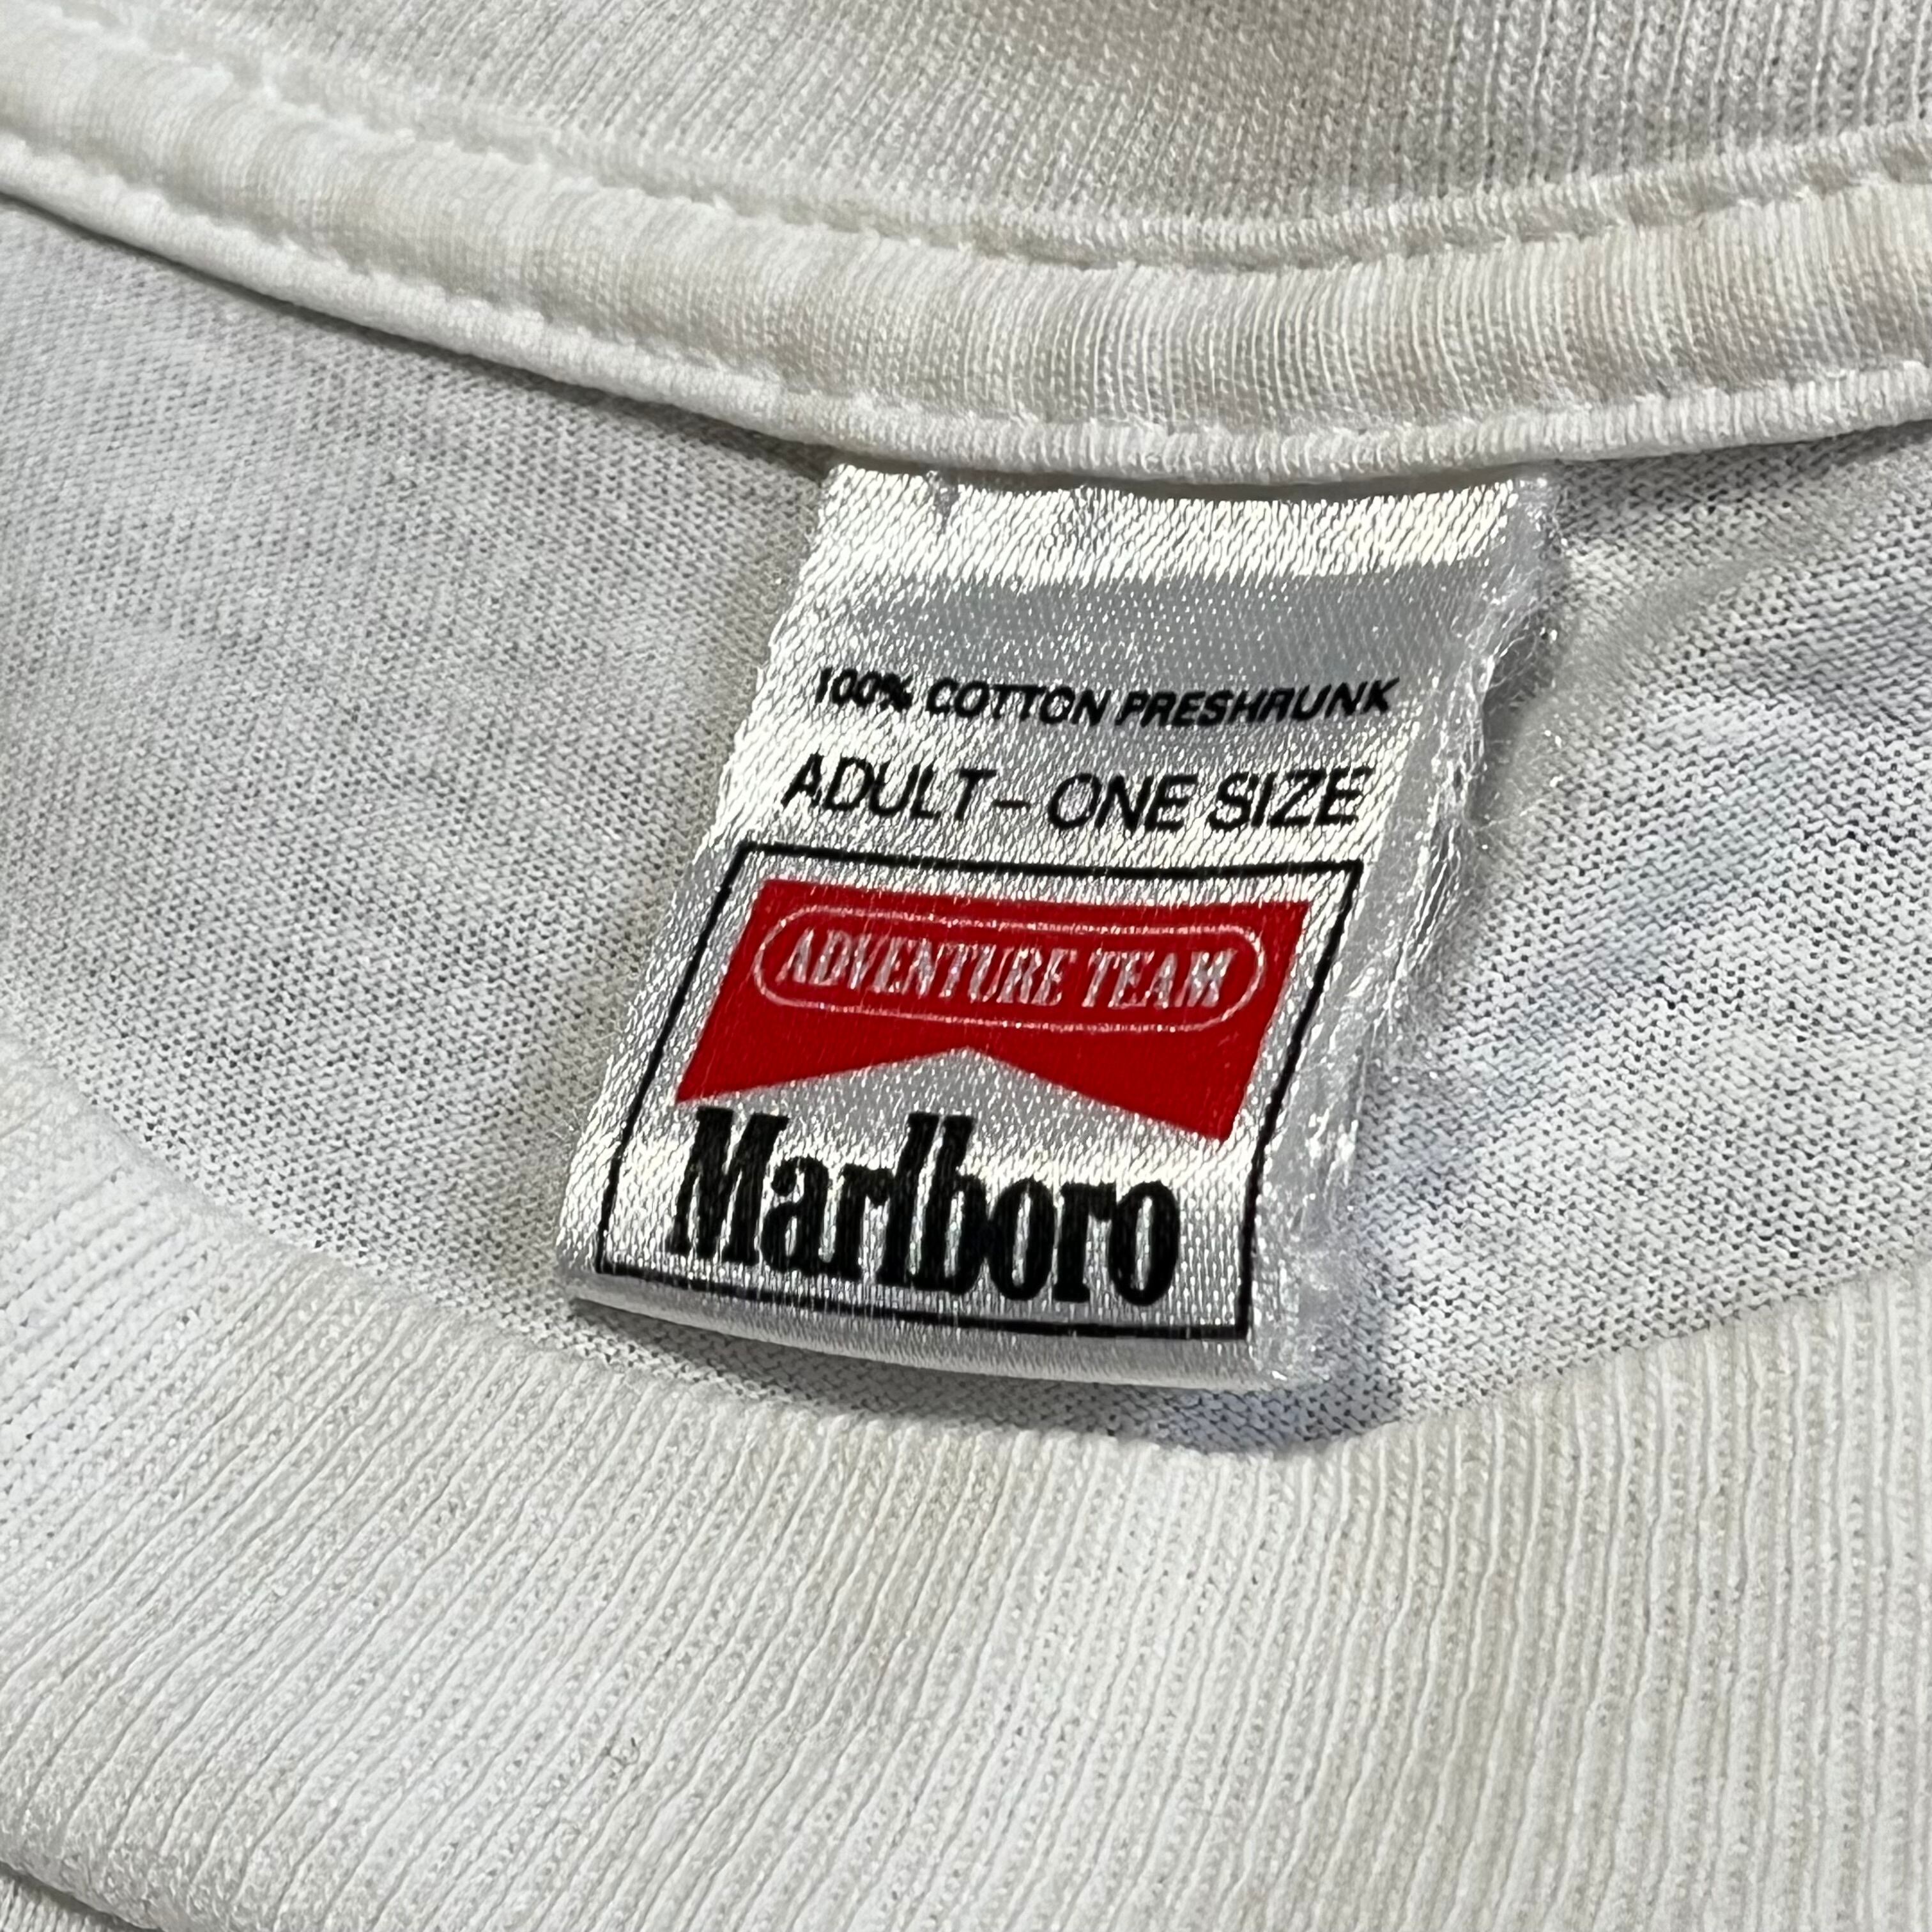 100% COTTON PRESHRUNK
ADULT – ONE SIZE
ADVENTURE TEAM
Marlboro